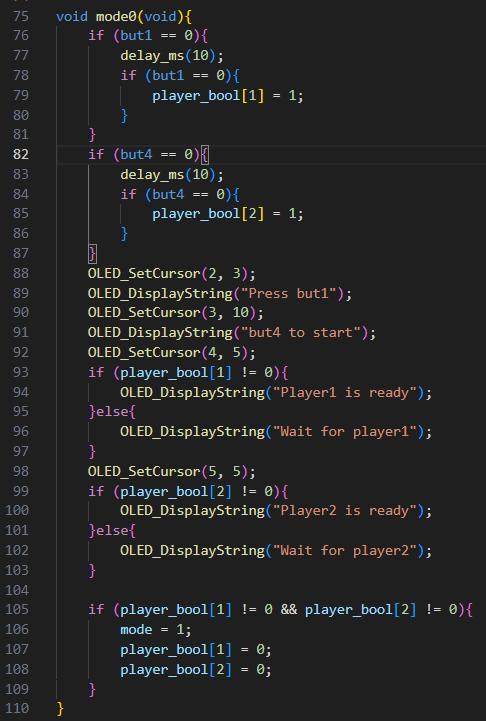 75 void mode0(void){
76     if (but1 == 0){
77         delay_ms(10);
78         if (but1 == 0){
79             player_bool[1] = 1;
80         }
81     }
82     if (but4 == 0){
83         delay_ms(10);
84         if (but4 == 0){
85             player_bool[2] = 1;
86         }
87     }
88     OLED_SetCursor(2, 3);
89     OLED_DisplayString("Press but1");
90     OLED_SetCursor(3, 10);
91     OLED_DisplayString("but4 to start");
92     OLED_SetCursor(4, 5);
93     if (player_bool[1] != 0){
94         OLED_DisplayString("Player1 is ready");
95     }else{
96         OLED_DisplayString("Wait for player1");
97     }
98     OLED_SetCursor(5, 5);
99     if (player_bool[2] != 0){
100         OLED_DisplayString("Player2 is ready");
101     }else{
102         OLED_DisplayString("Wait for player2");
103     }
104
105     if (player_bool[1] != 0 && player_bool[2] != 0){
106         mode = 1;
107         player_bool[1] = 0;
108         player_bool[2] = 0;
109     }
110 }